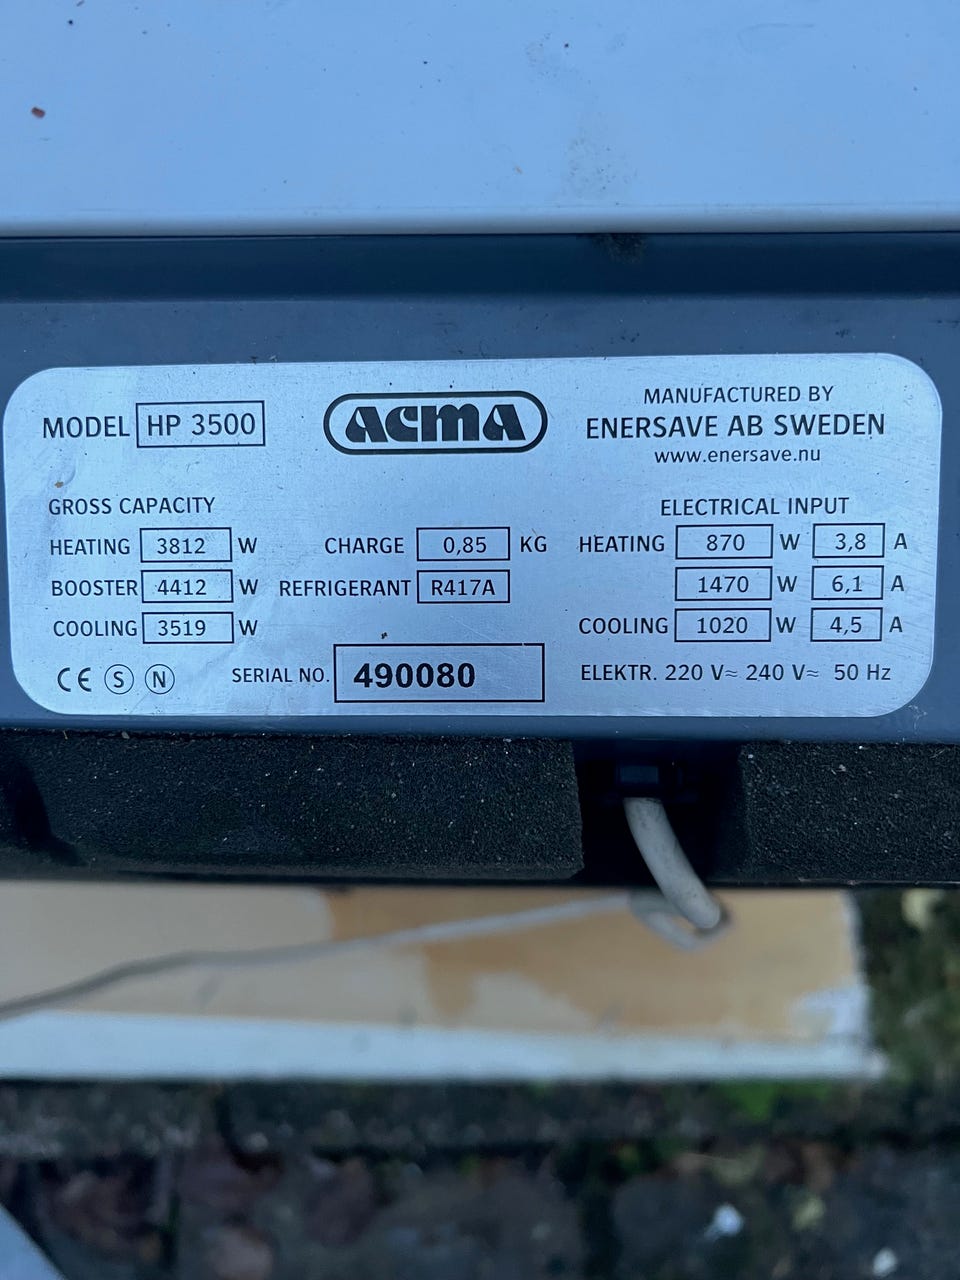 MODEL HP 3500
ACMA
MANUFACTURED BY
ENERSAVE AB SWEDEN
www.enersave.nu
GROSS CAPACITY
HEATING 3812 W
BOOSTER 4412 W
COOLING 3519 W
CHARGE 0,85 KG
REFRIGERANT R417A
ELECTRICAL INPUT
HEATING 870 W 3,8 A
1470 W 6,1 A
COOLING 1020 W 4,5 A
CE S N
SERIAL NO. 490080
ELEKTR. 220 V≈ 240 V≈ 50 Hz